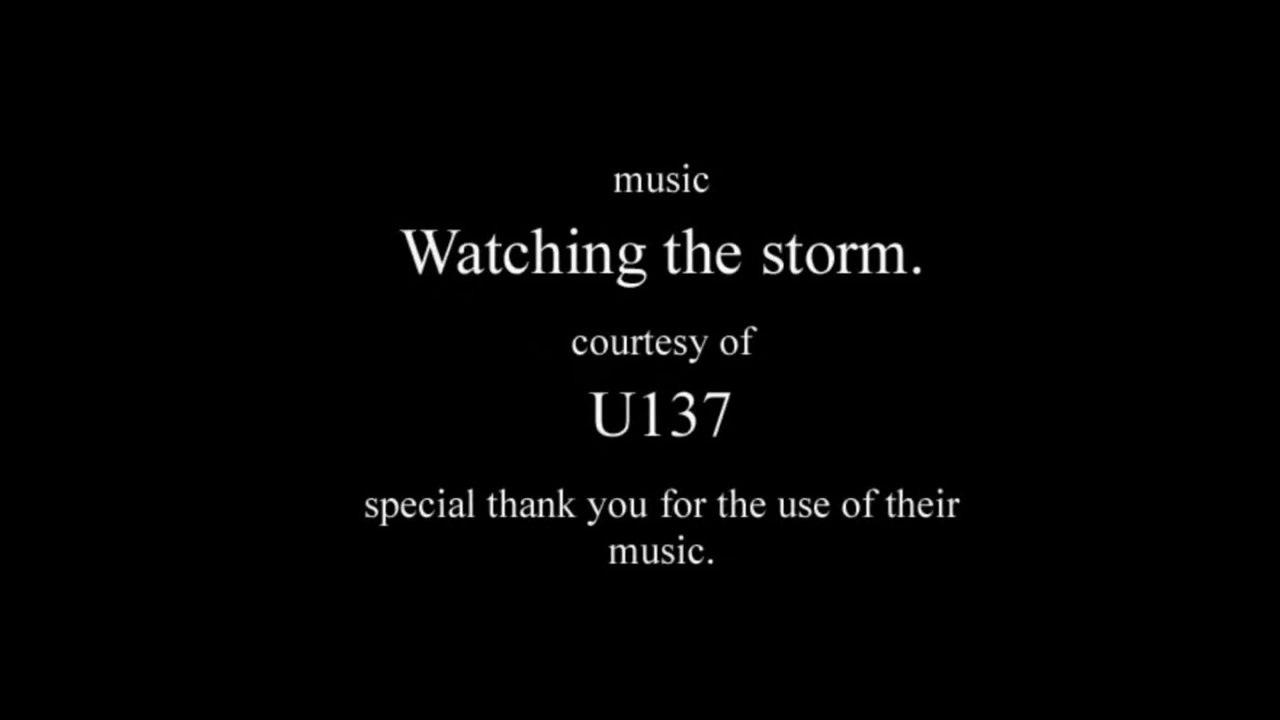 music
Watching the storm.
courtesy of
U137
special thank you for the use of their
music.